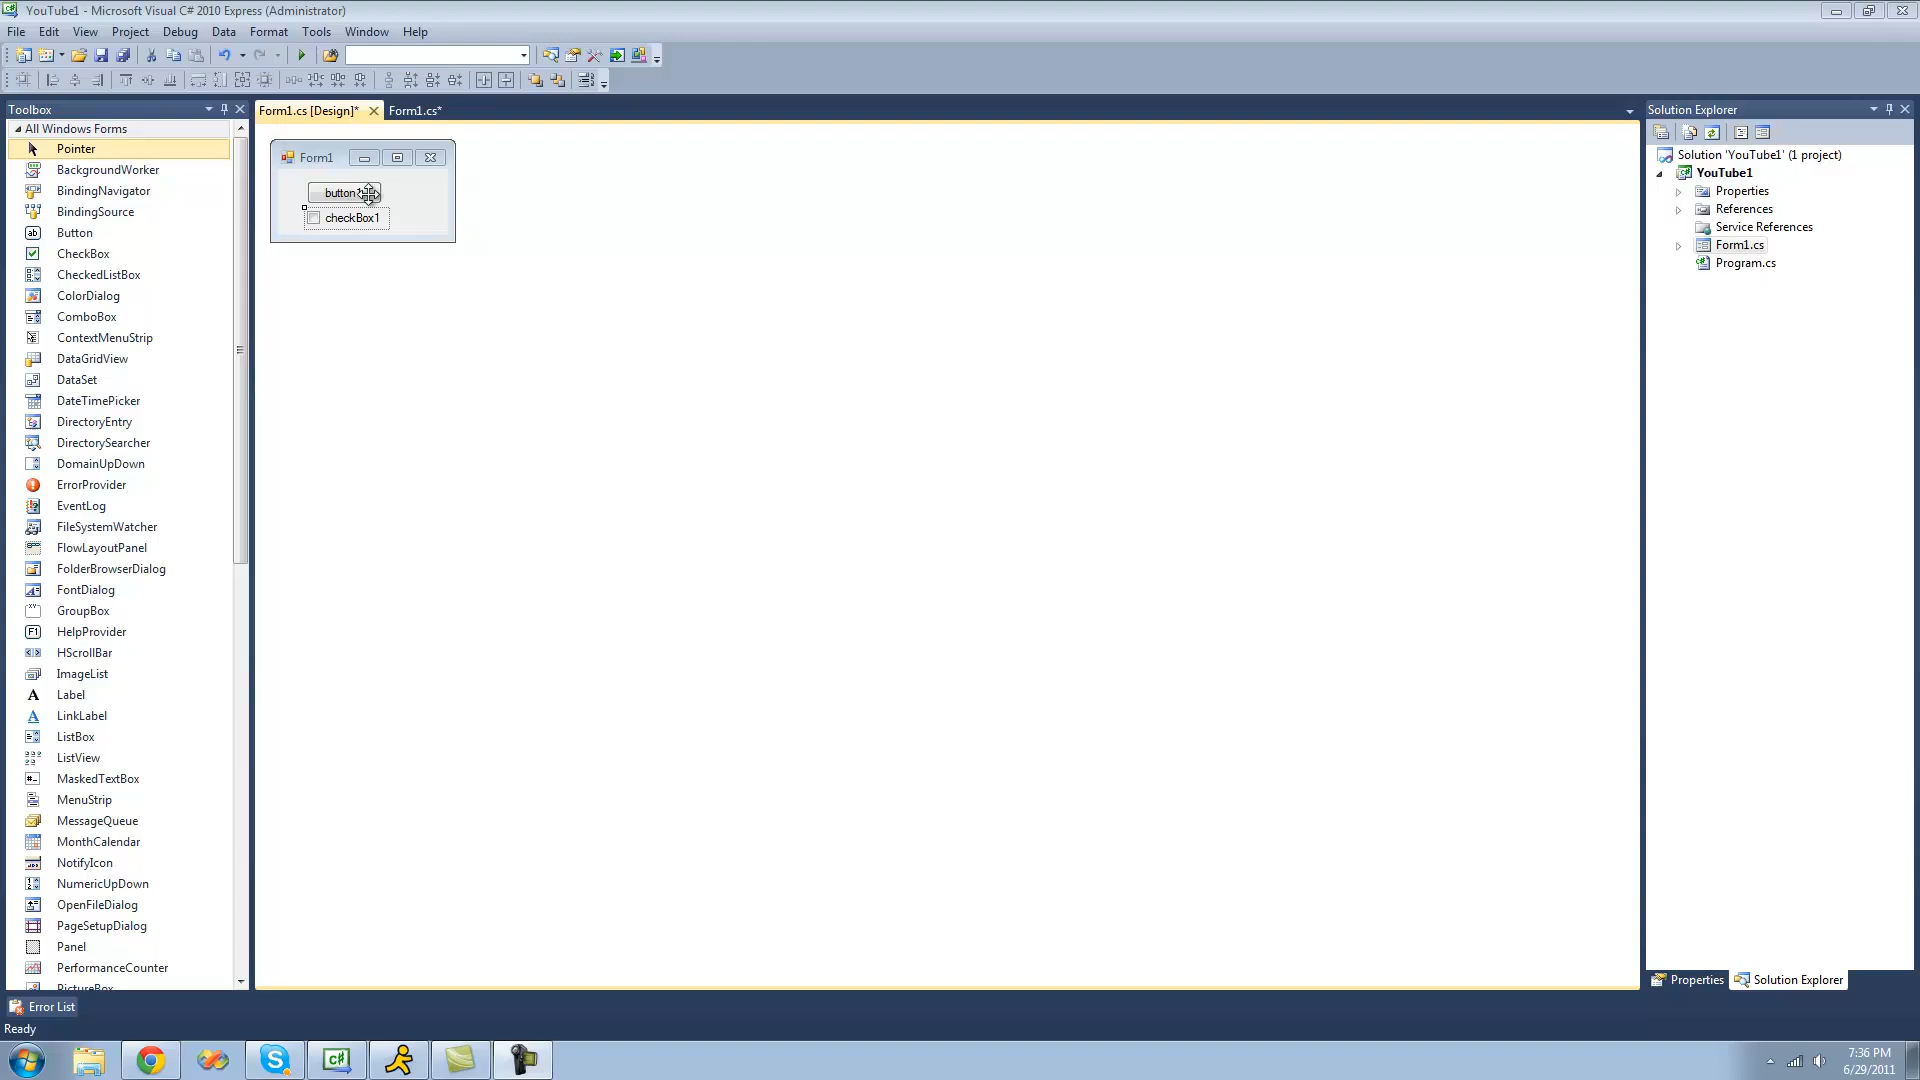 YouTube1 - Microsoft Visual C# 2010 Express (Administrator)
File Edit View Project Debug Data Format Tools Window Help
Toolbox
Form1.cs [Design]* Form1.cs*
Solution Explorer
All Windows Forms
Pointer
BackgroundWorker
BindingNavigator
BindingSource
Button
CheckBox
CheckedListBox
ColorDialog
ComboBox
ContextMenuStrip
DataGridView
DataSet
DateTimePicker
DirectoryEntry
DirectorySearcher
DomainUpDown
ErrorProvider
EventLog
FileSystemWatcher
FlowLayoutPanel
FolderBrowserDialog
FontDialog
GroupBox
HelpProvider
HScrollBar
ImageList
Label
LinkLabel
ListBox
ListView
MaskedTextBox
MenuStrip
MessageQueue
MonthCalendar
NotifyIcon
NumericUpDown
OpenFileDialog
PageSetupDialog
Panel
PerformanceCounter
PictureBox
Form1
button1
checkBox1
Solution 'YouTube1' (1 project)
YouTube1
Properties
References
Service References
Form1.cs
Program.cs
Properties Solution Explorer
Error List
Ready
7:36 PM
6/29/2011